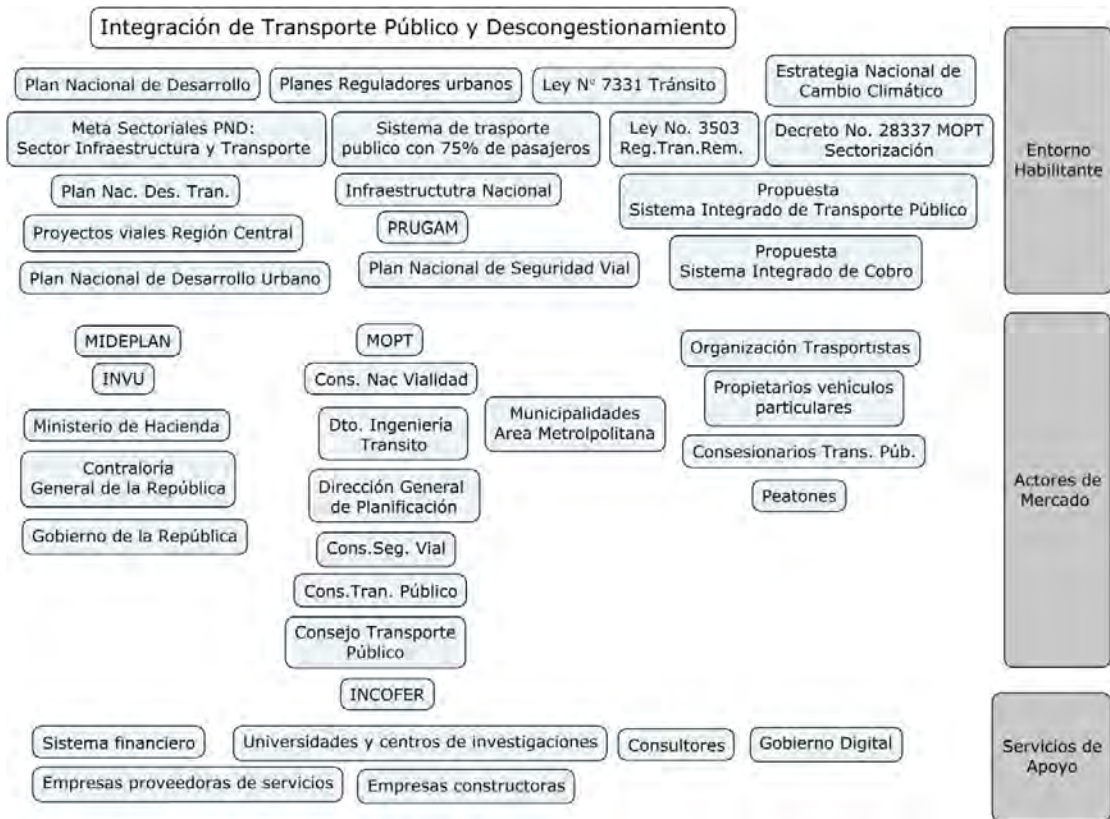 Integración de Transporte Público y Descongestionamiento
Plan Nacional de Desarrollo
Planes Reguladores urbanos
Ley N° 7331 Tránsito
Estrategia Nacional de
Cambio Climático
Meta Sectoriales PND:
Sector Infraestructura y Transporte
Sistema de trasporte
publico con 75% de pasajeros
Ley No. 3503
Reg.Tran.Rem.
Decreto No. 28337 MOPT
Sectorización
Plan Nac. Des. Tran.
Infraestructutra Nacional
Propuesta
Sistema Integrado de Transporte Público
Proyectos viales Región Central
PRUGAM
Propuesta
Sistema Integrado de Cobro
Plan Nacional de Desarrollo Urbano
Plan Nacional de Seguridad Vial
Entorno
Habilitante
MIDEPLAN
INVU
Ministerio de Hacienda
Contraloría
General de la República
Gobierno de la República
MOPT
Cons. Nac Vialidad
Dto. Ingeniería
Transito
Dirección General
de Planificación
Cons.Seg. Vial
Cons.Tran. Público
Consejo Transporte
Público
INCOFER
Municipalidades
Area Metrolpolitana
Organización Trasportistas
Propietarios vehículos
particulares
Consesionarios Trans. Púb.
Peatones
Actores de
Mercado
Sistema financiero
Universidades y centros de investigaciones
Consultores
Gobierno Digital
Empresas proveedoras de servicios
Empresas constructoras
Servicios de
Apoyo